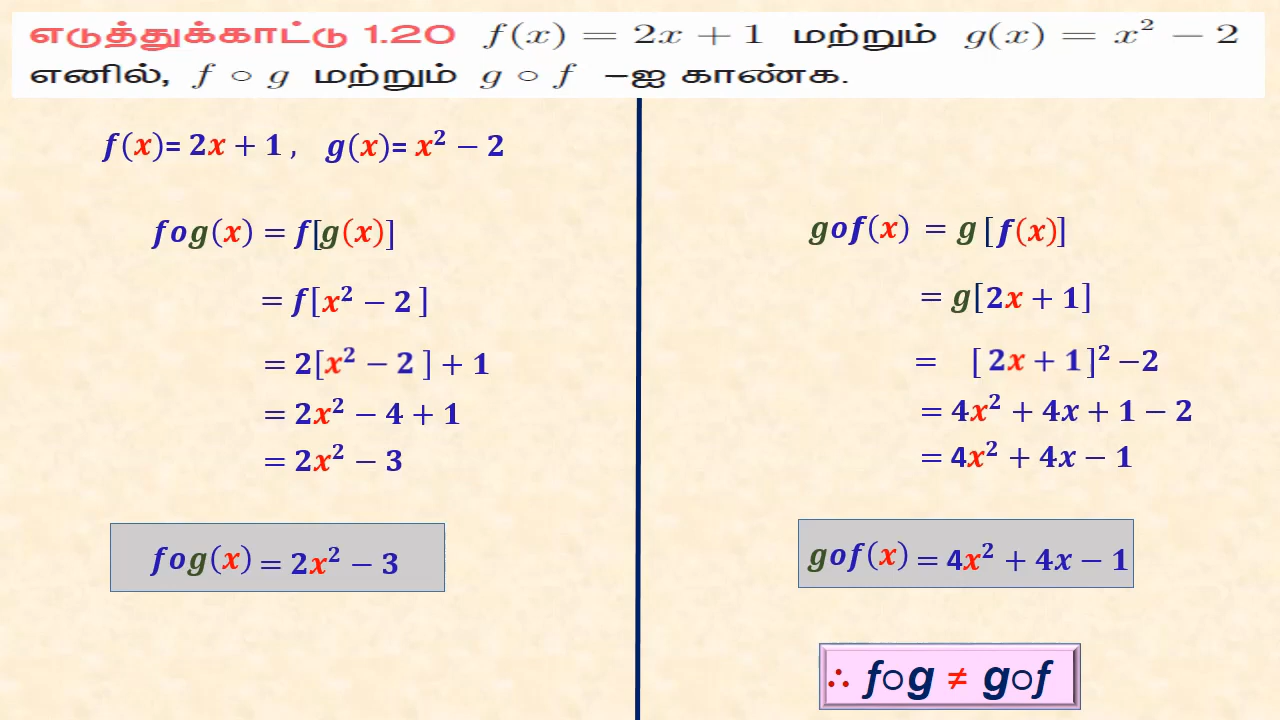 எடுத்துக்காட்டு 1.20 f(x) = 2x + 1 மற்றும் g(x) = x² − 2
எனில், f ∘ g மற்றும் g ∘ f −ஐ காண்க.
f(x)= 2x + 1 , g(x)= x² − 2
fog(x) = f[g(x)]
= f[x² − 2 ]
= 2[x² − 2 ] + 1
= 2x² − 4 + 1
= 2x² − 3
fog(x) = 2x² − 3
gof(x) = g [f(x)]
= g[2x + 1]
= [ 2x + 1 ]² −2
= 4x² + 4x + 1 − 2
= 4x² + 4x − 1
gof(x) = 4x² + 4x − 1
∴ f○g ≠ g○f